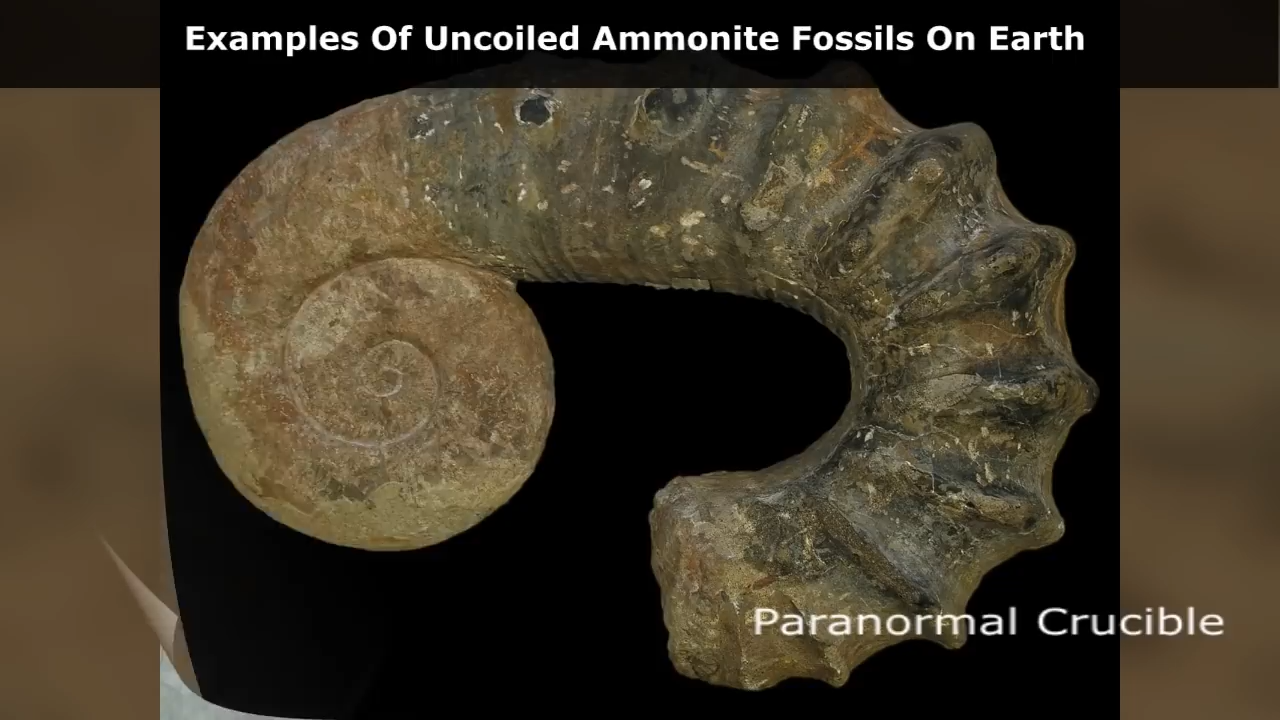 Examples Of Uncoiled Ammonite Fossils On Earth
Paranormal Crucible